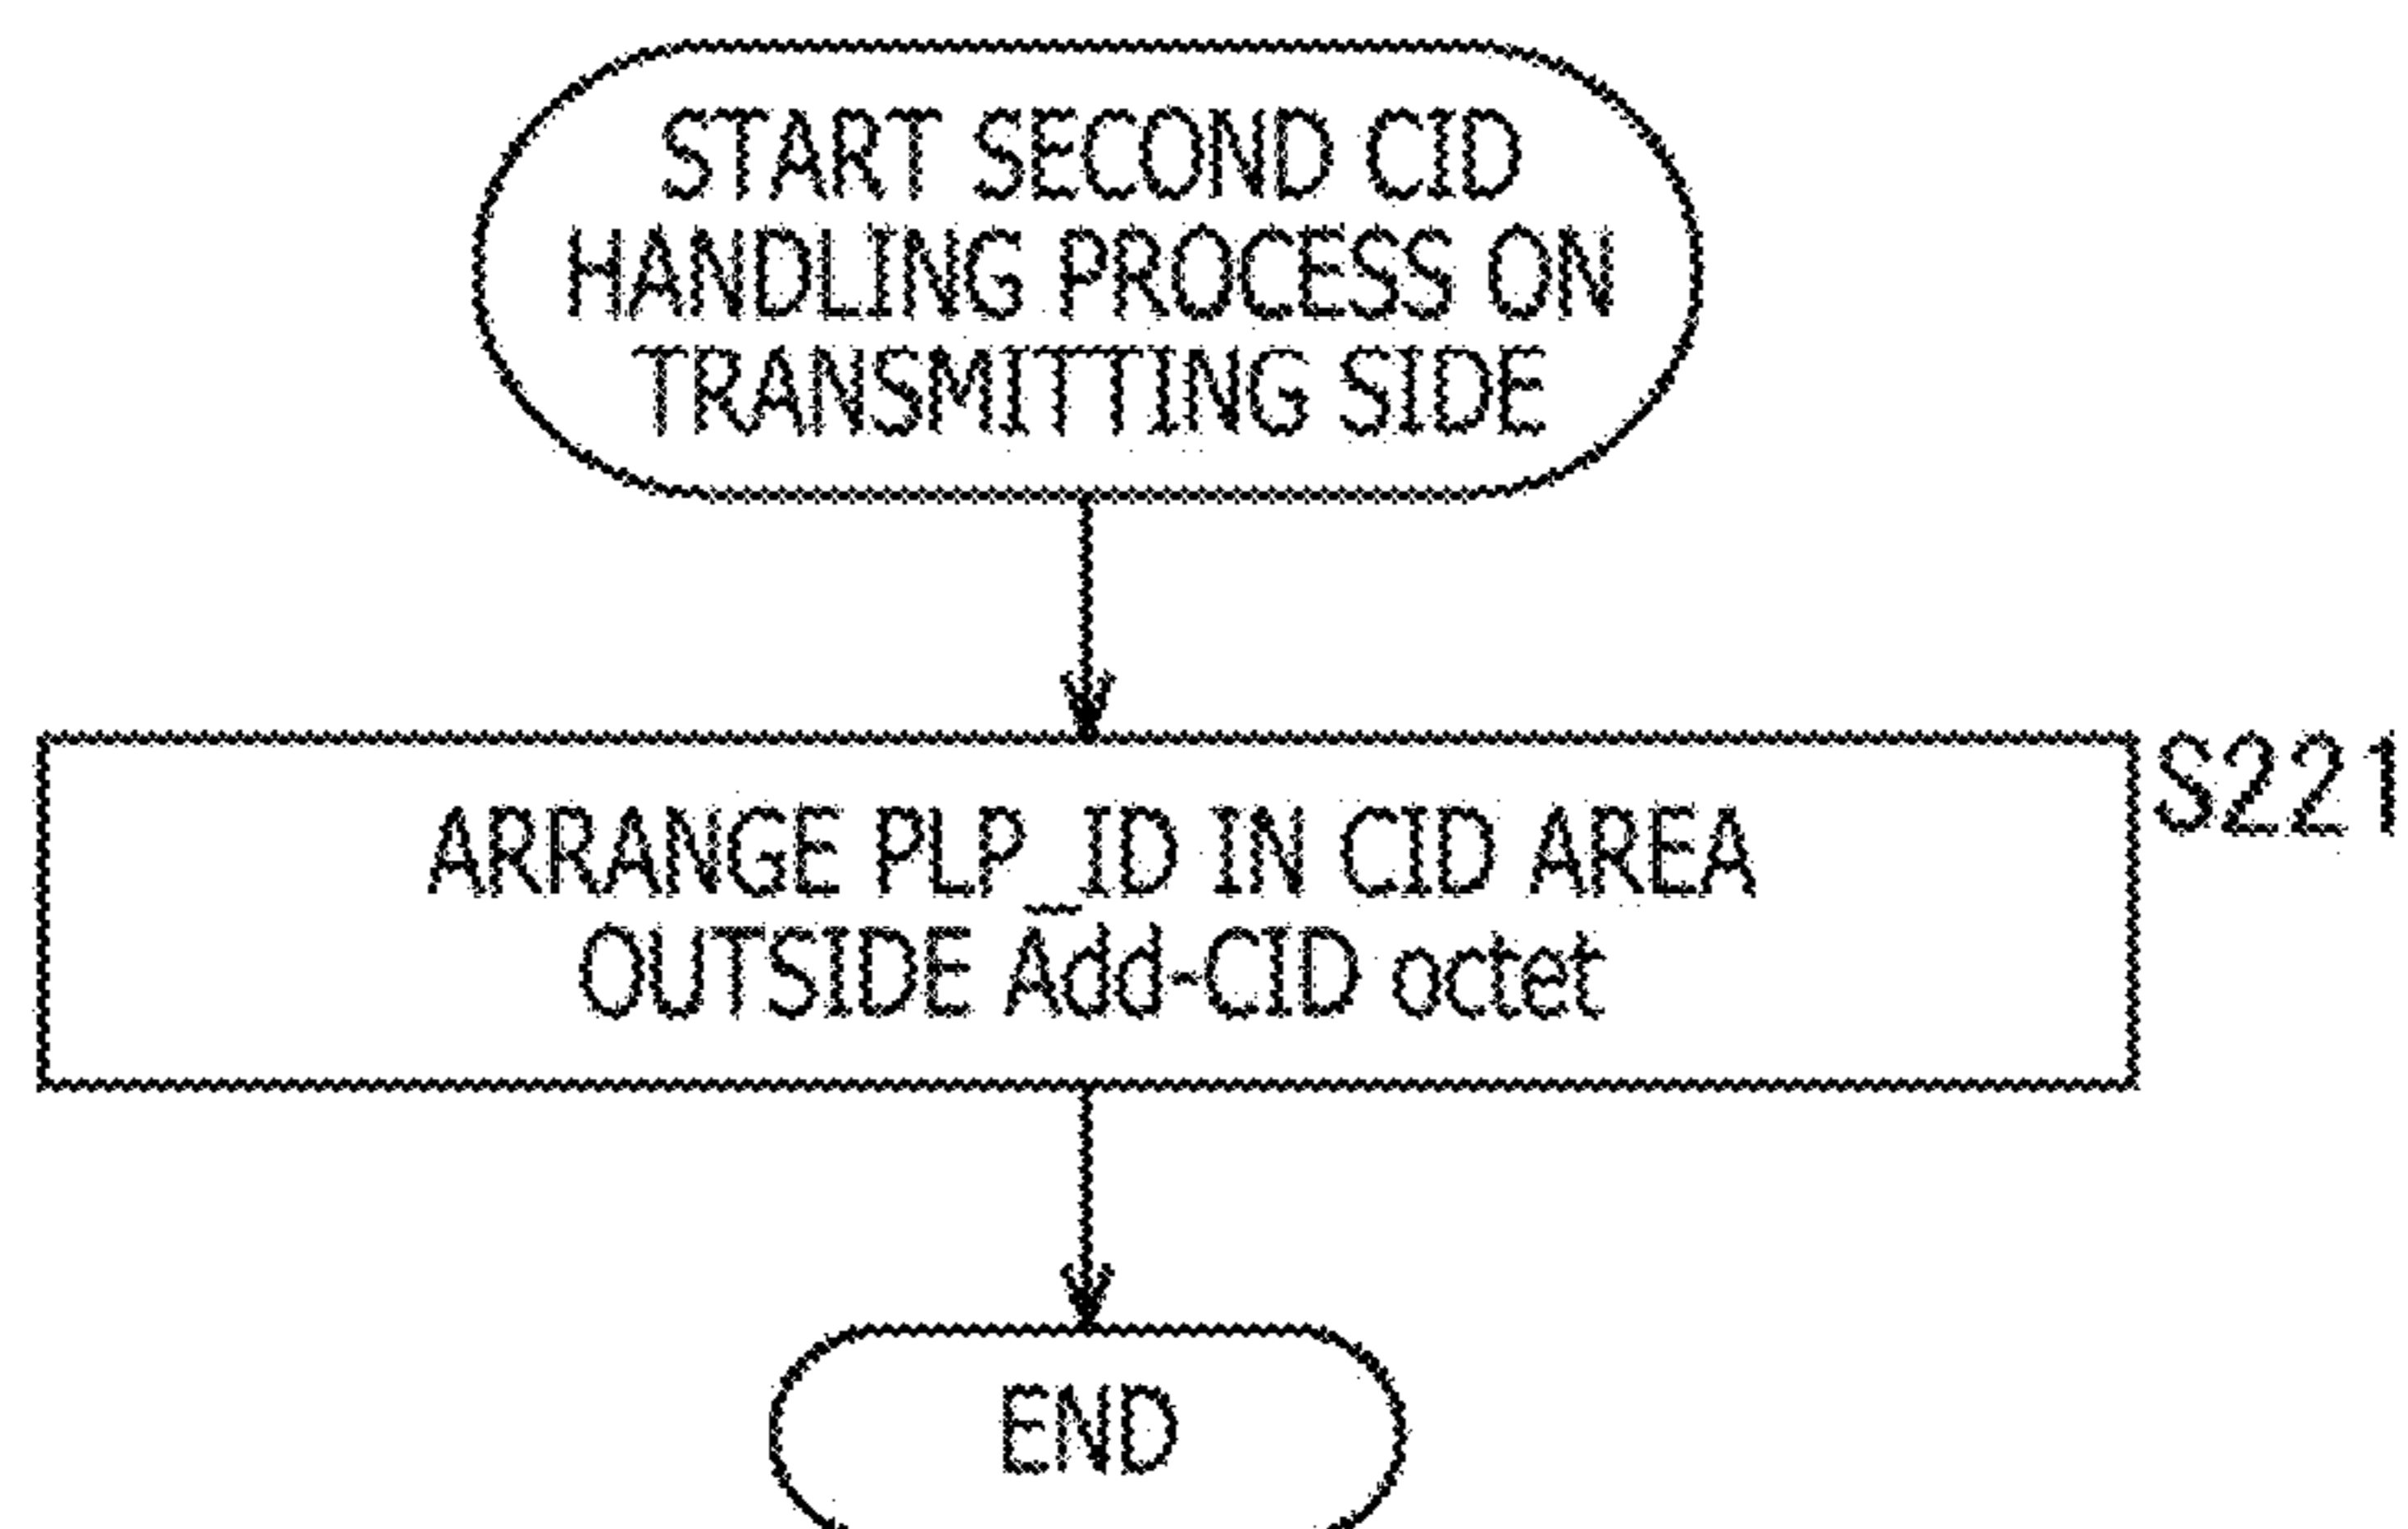 START SECOND CID
HANDLING PROCESS ON
TRANSMITTING SIDE
S221
ARRANGE PLP_ID IN CID AREA
OUTSIDE Add-CID octet
END